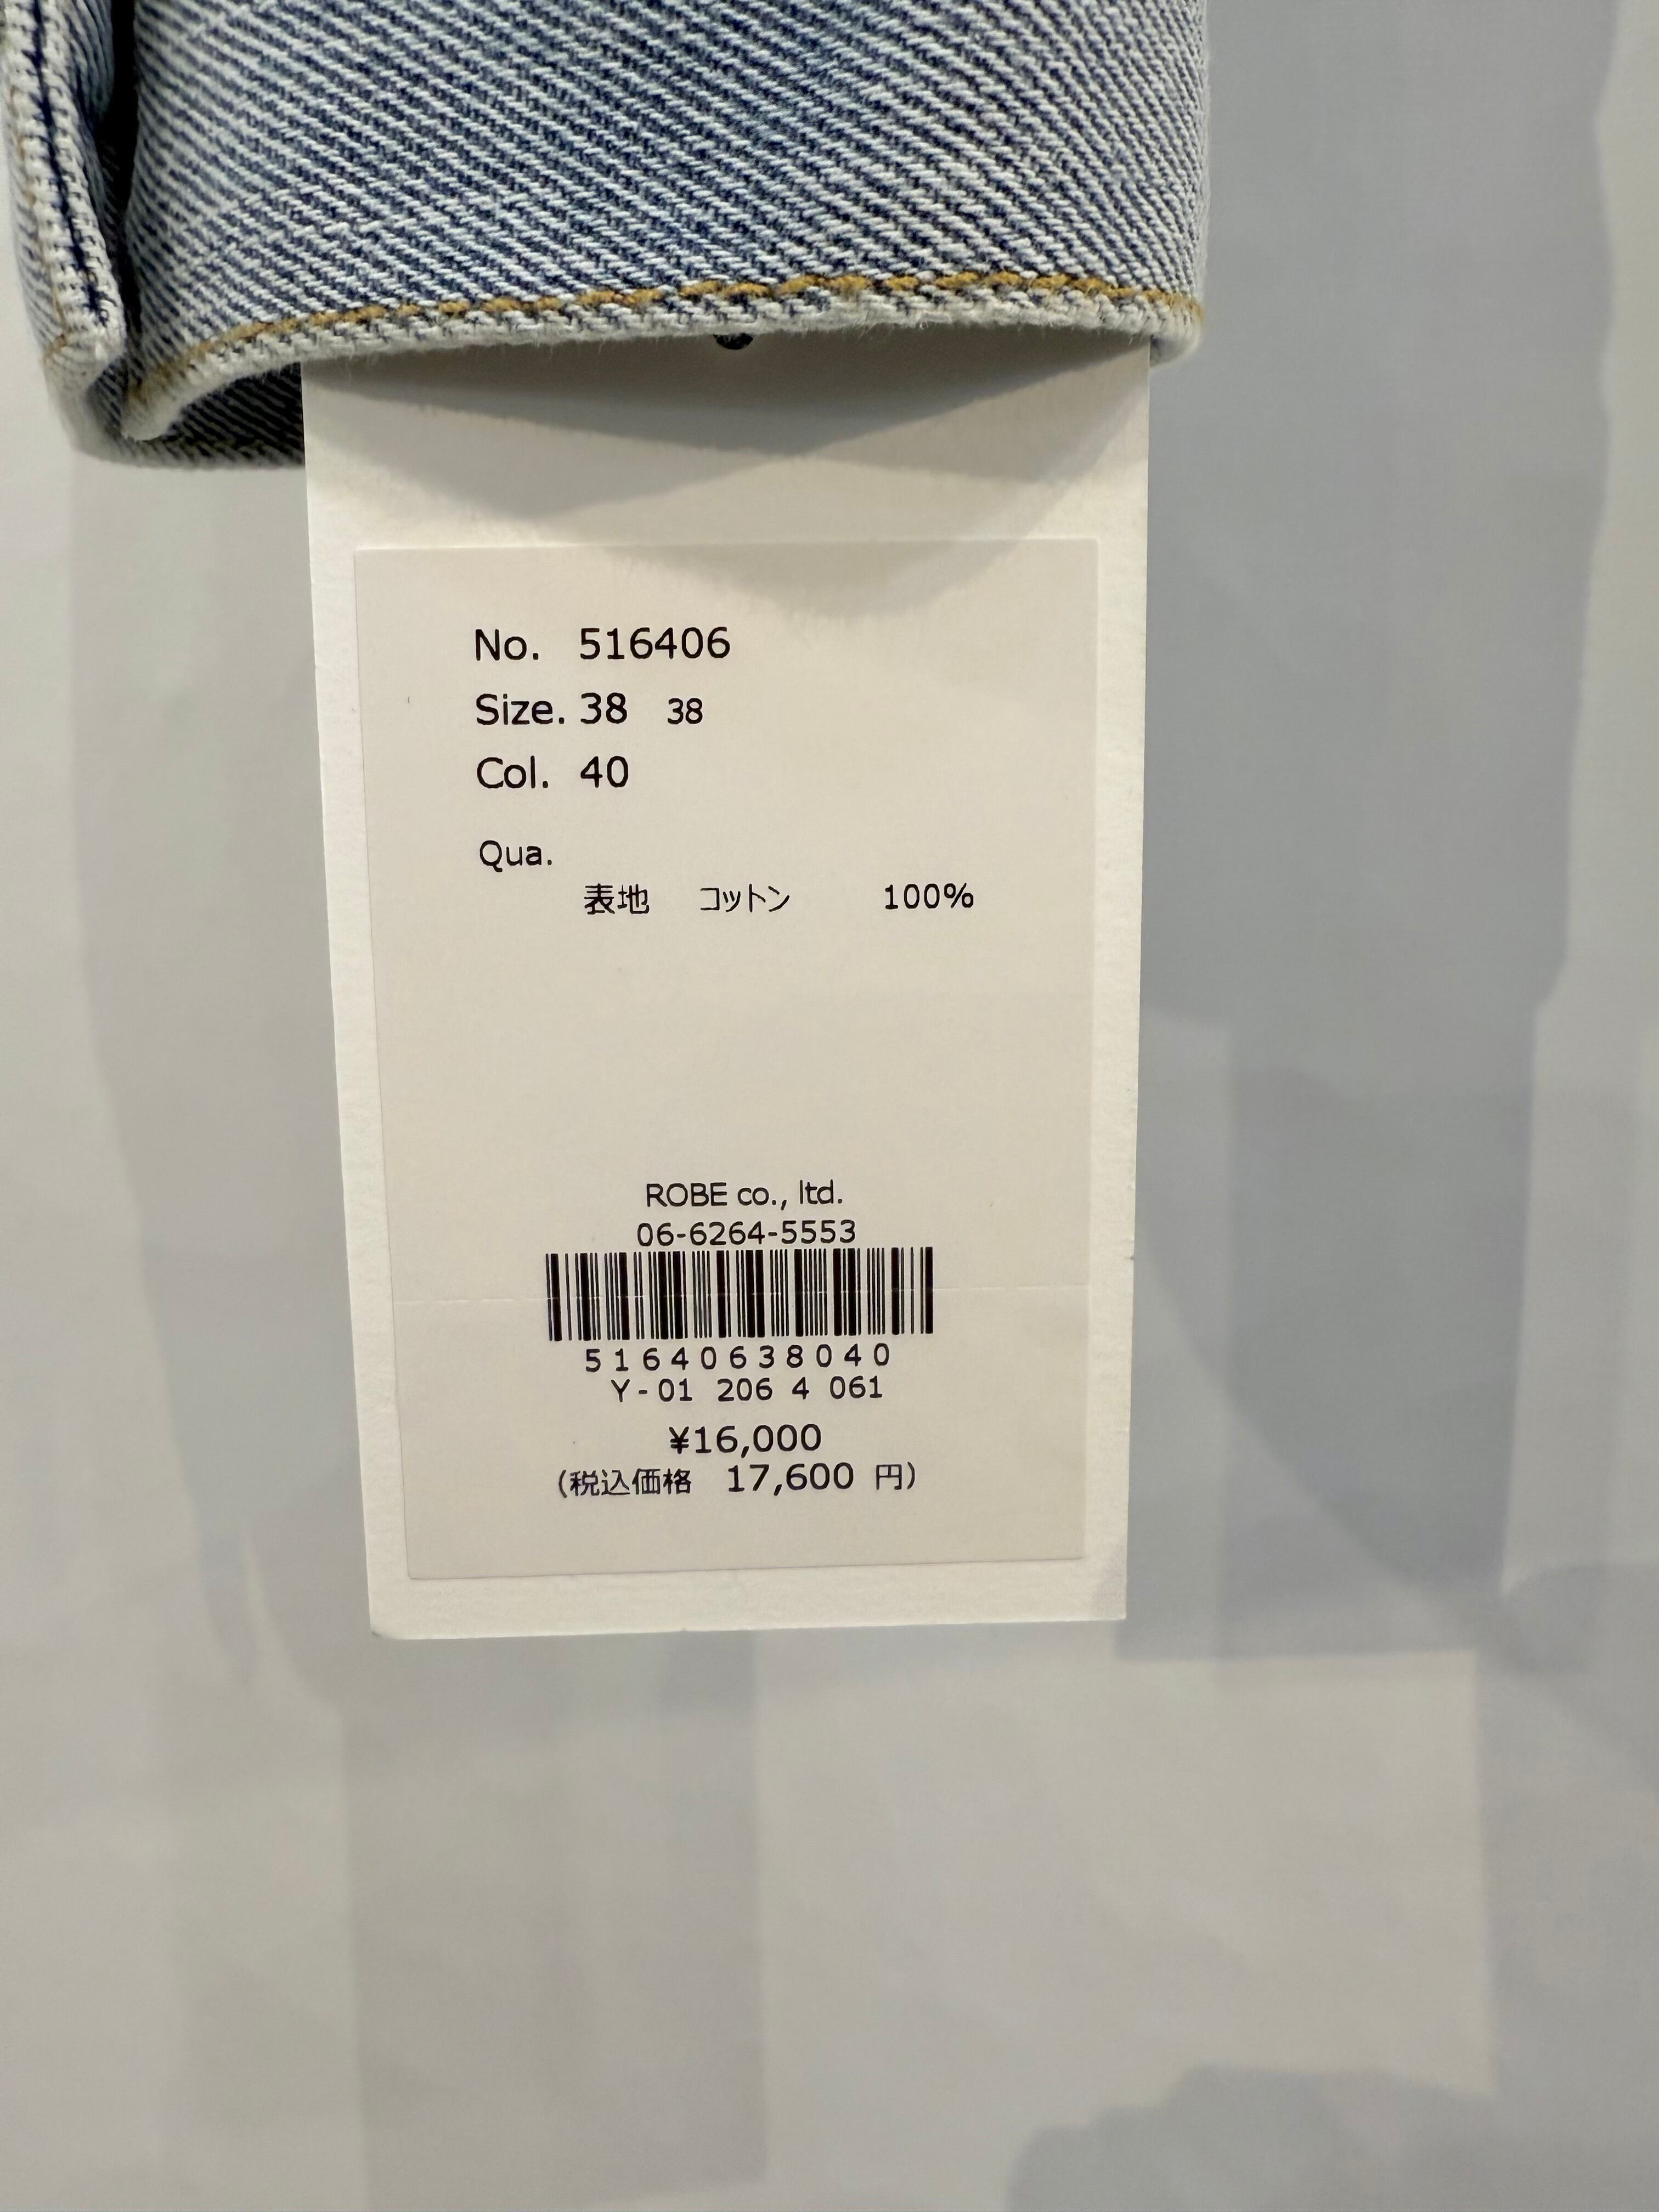 No. 516406
Size. 38 38
Col. 40
Qua.
表地 コットン 100%
ROBE co., ltd.
06-6264-5553
51640638040
Y-01 206 4 061
¥16,000
(税込価格 17,600 円)